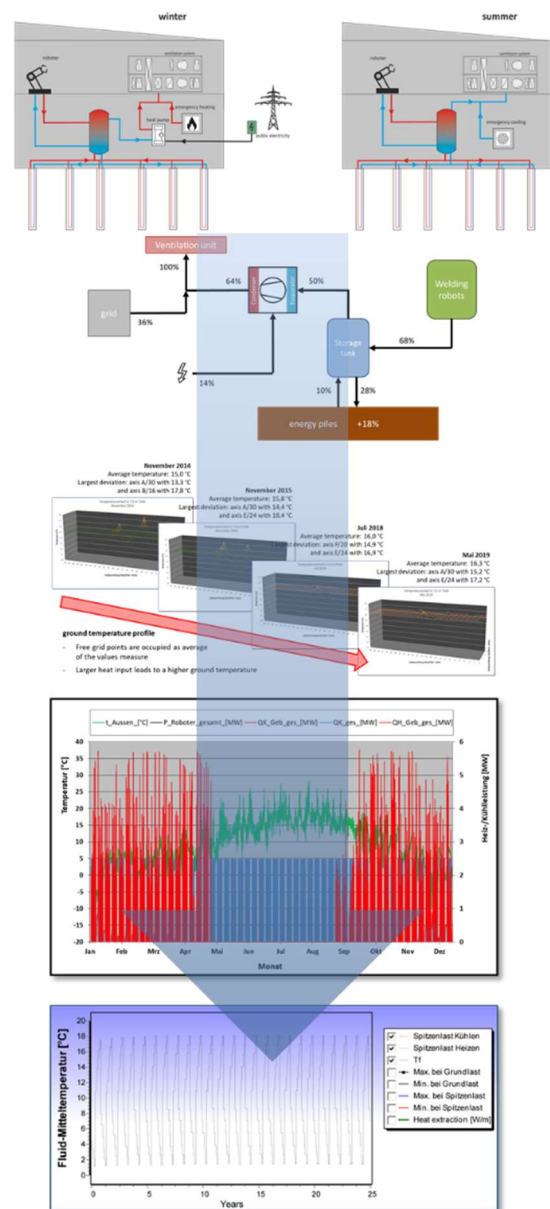 winter
summer
roboter
ventilation system
roboter
ventilation system
emergency heating
heat pump
public electricity
emergency cooling
Ventilation unit
100%
64%
50%
Condenser
Evaporator
grid
36%
Welding
robots
Storage
tank
68%
14%
10%
28%
energy piles
+18%
November 2014
Average temperature: 15,0 °C
Largest deviation: axis A/30 with 13,3 °C
and axis B/16 with 17,8 °C
November 2015
Average temperature: 15,8 °C
Largest deviation: axis A/30 with 14,4 °C
and axis E/24 with 18,4 °C
Juli 2018
Average temperature: 16,0 °C
Largest deviation: axis F/20 with 14,9 °C
and axis E/24 with 16,9 °C
Mai 2019
Average temperature: 16,3 °C
Largest deviation: axis A/30 with 15,2 °C
and axis E/24 with 17,2 °C
ground temperature profile
- Free grid points are occupied as average
of the values measure
- Larger heat input leads to a higher ground temperature
t_Aussen_[°C] P_Roboter_gesamt_[MW] QK_Geb_ges_[MW] QK_ges_[MW] QH_Geb_ges_[MW]
Temperatur [°C]
40
35
30
25
20
15
10
5
0
-5
-10
-15
-20
Heiz-/Kühlleistung [MW]
6
5
4
3
2
1
0
Jan Feb Mrz Apr Mai Jun Jul Aug Sep Okt Nov Dez
Monat
Fluid-Mitteltemperatur [°C]
20
18
16
14
12
10
8
6
4
2
0
0 5 10 15 20 25
Years
Spitzenlast Kühlen
Spitzenlast Heizen
Tf
Max. bei Grundlast
Min. bei Grundlast
Max. bei Spitzenlast
Min. bei Spitzenlast
Heat extraction [W/m]